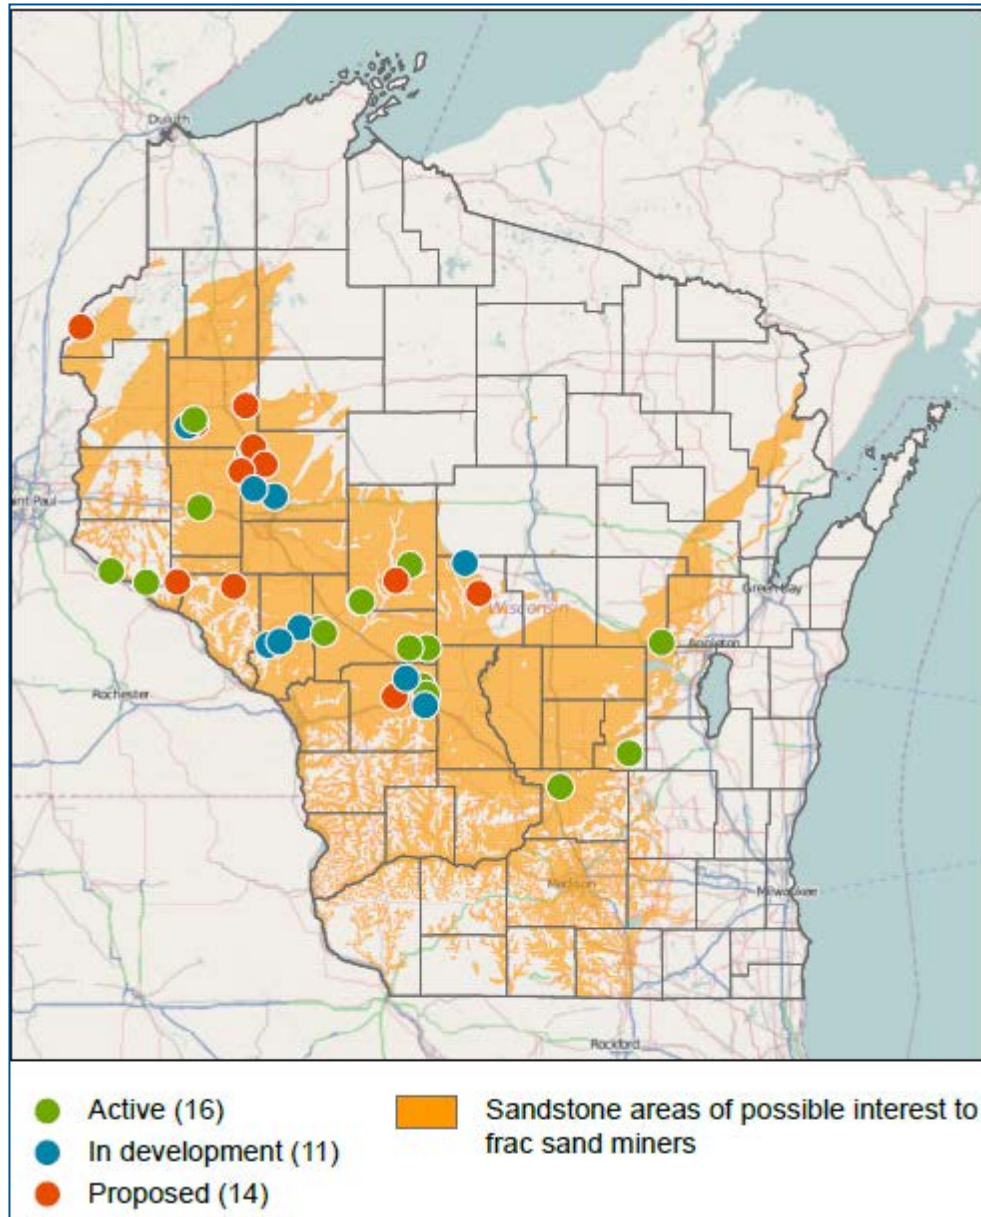 Duluth
int Paul
Wisconsin
Green Bay
Appleton
Rochester
Madison
Milwaukee
Rockford
Active (16)
In development (11)
Proposed (14)
Sandstone areas of possible interest to
frac sand miners